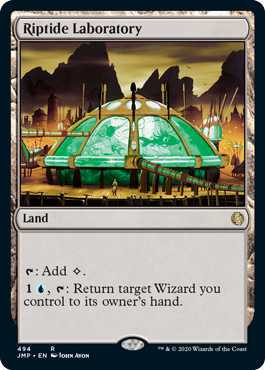 Riptide Laboratory
Land
: Add .
1 , : Return target Wizard you
control to its owner's hand.
494 R
JMP • EN John Avon
™ & © 2020 Wizards of the Coast